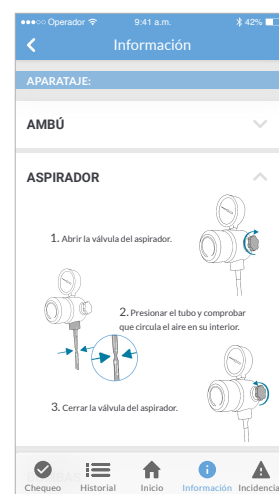 Operador 9:41 a.m. 42%
Información
APARATAJE:
AMBÚ
ASPIRADOR
1. Abrir la válvula del aspirador.
2. Presionar el tubo y comprobar
que circula el aire en su interior.
3. Cerrar la válvula del aspirador.
Chequeo Historial Inicio Información Incidencia